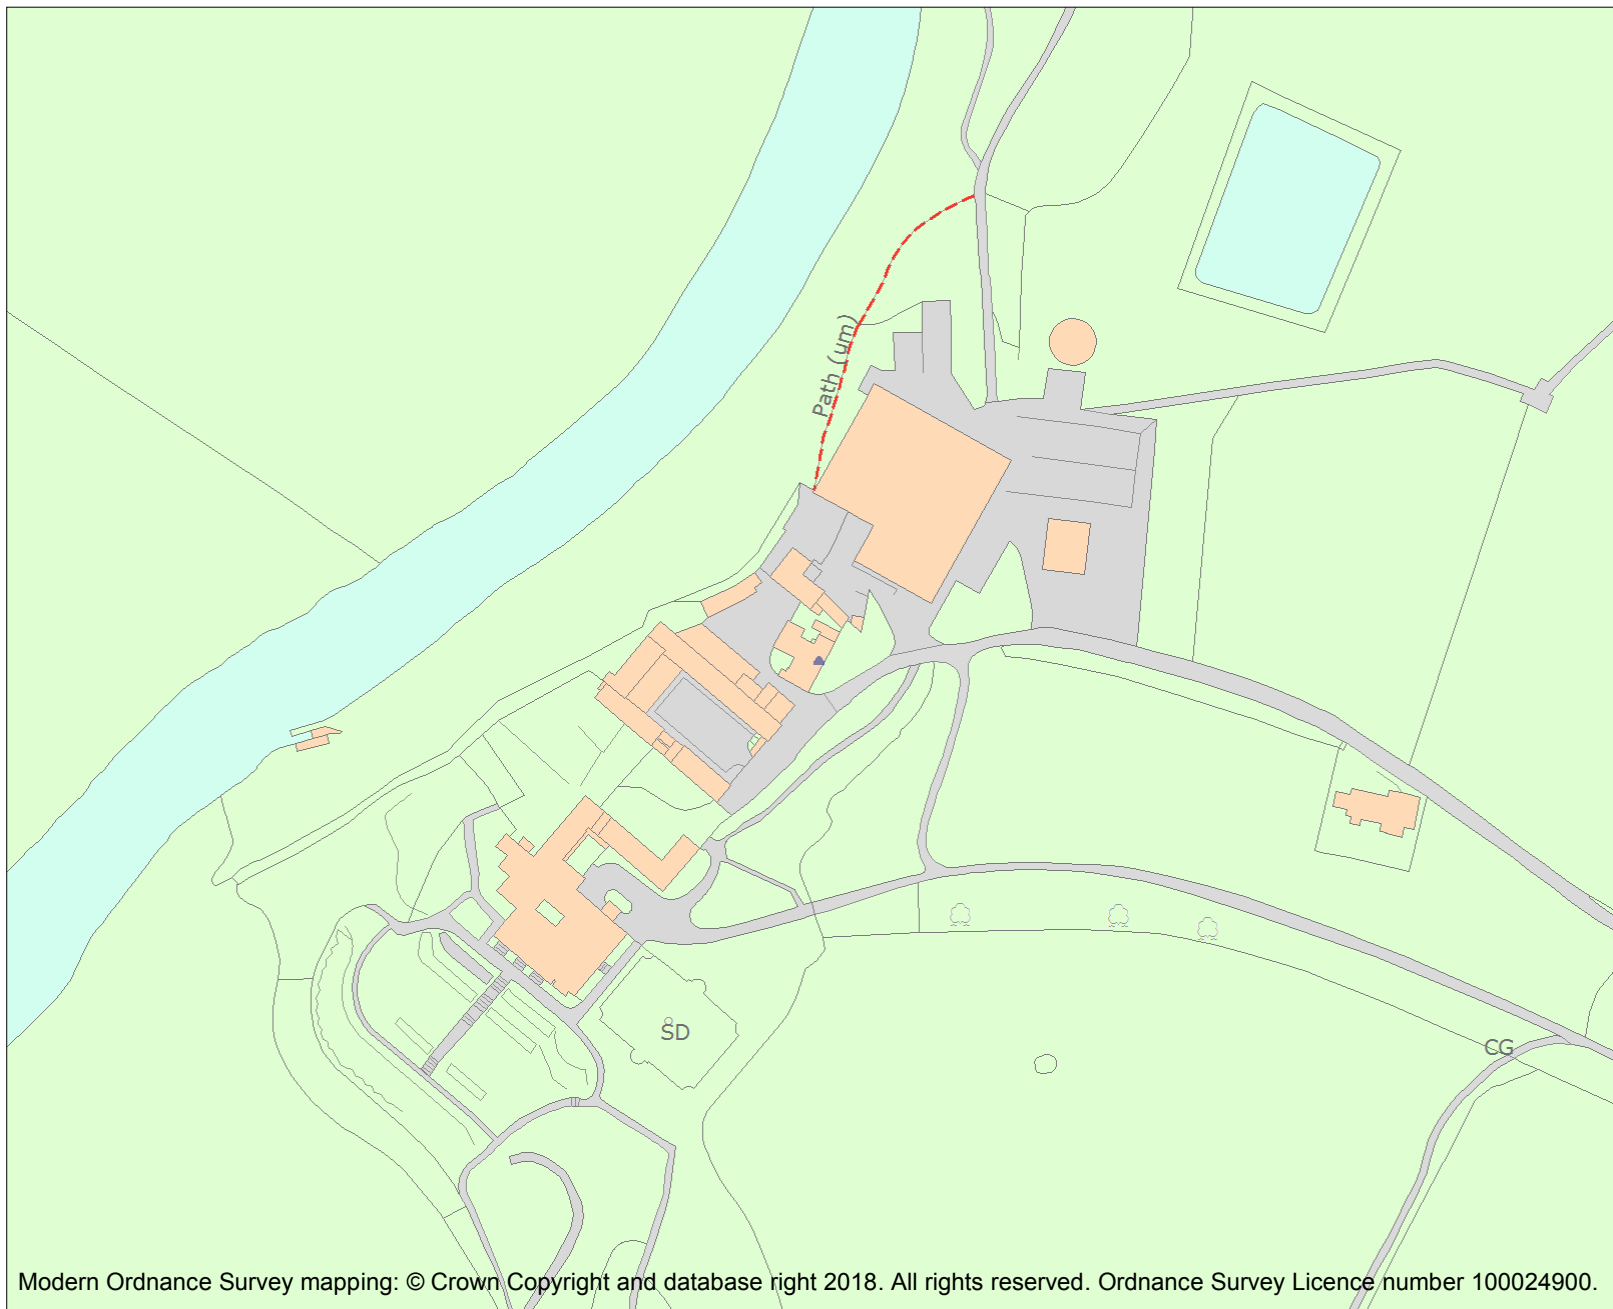 Path (um)
SD
CG
Modern Ordnance Survey mapping: © Crown Copyright and database right 2018. All rights reserved. Ordnance Survey Licence number 100024900.